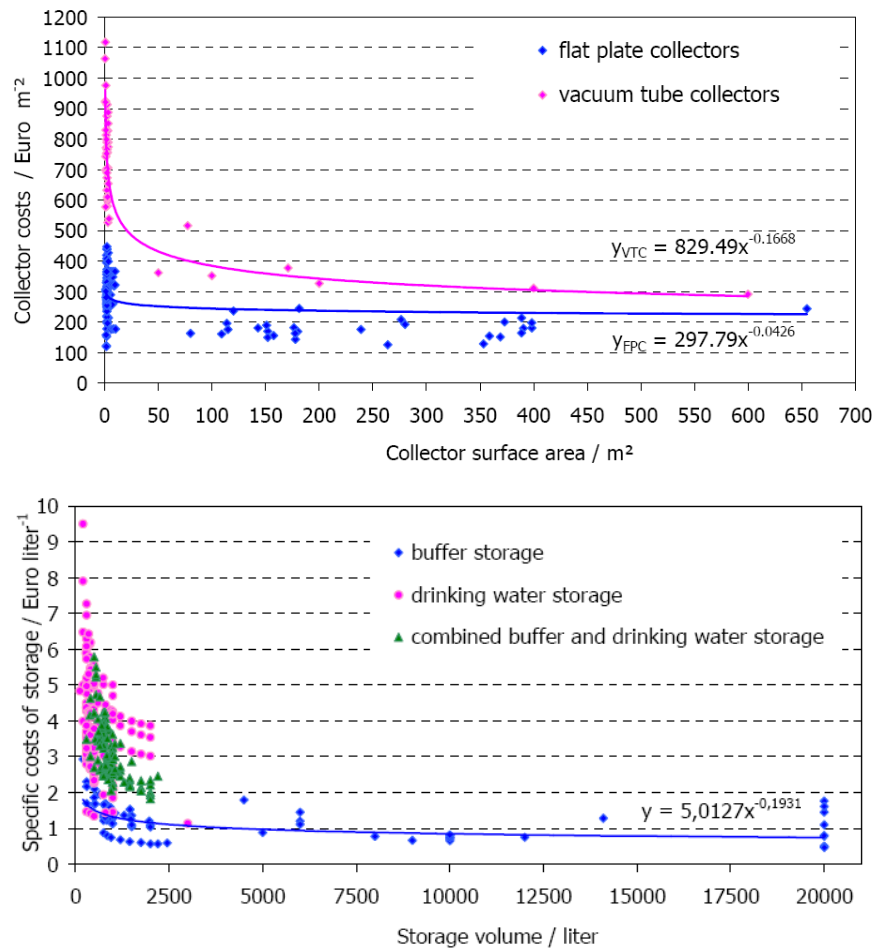 1200
1100
1000
900
800
700
600
500
400
300
200
100
0
Collector costs / Euro m⁻²
flat plate collectors
vacuum tube collectors
y_VTC = 829.49x^-0.1668
y_FPC = 297.79x^-0.0426
0 50 100 150 200 250 300 350 400 450 500 550 600 650 700
Collector surface area / m²
10
9
8
7
6
5
4
3
2
1
0
Specific costs of storage / Euro liter⁻¹
buffer storage
drinking water storage
combined buffer and drinking water storage
y = 5,0127x^-0,1931
0 2500 5000 7500 10000 12500 15000 17500 20000
Storage volume / liter